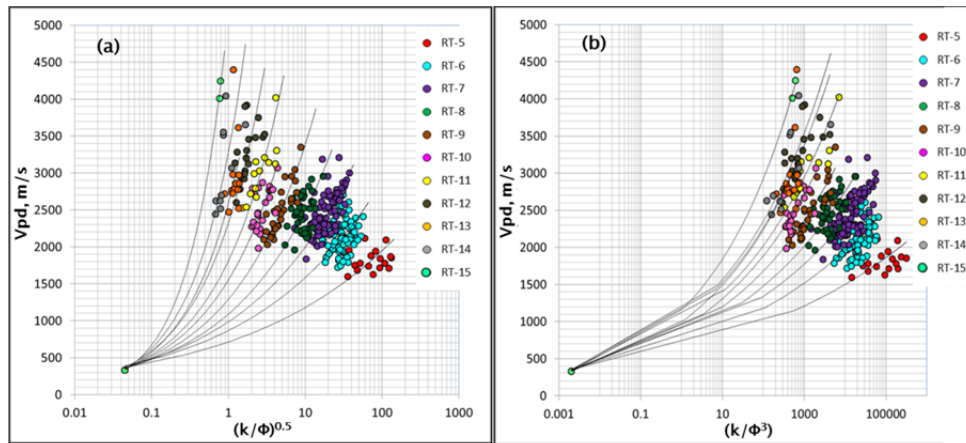 (a)
Vpd, m/s
5000
4500
4000
3500
3000
2500
2000
1500
1000
500
0
0.01 0.1 1 10 100 1000
(k/Φ)0.5
RT-5
RT-6
RT-7
RT-8
RT-9
RT-10
RT-11
RT-12
RT-13
RT-14
RT-15
(b)
Vpd, m/s
5000
4500
4000
3500
3000
2500
2000
1500
1000
500
0
0.001 0.1 10 1000 100000
(k/Φ3)
RT-5
RT-6
RT-7
RT-8
RT-9
RT-10
RT-11
RT-12
RT-13
RT-14
RT-15